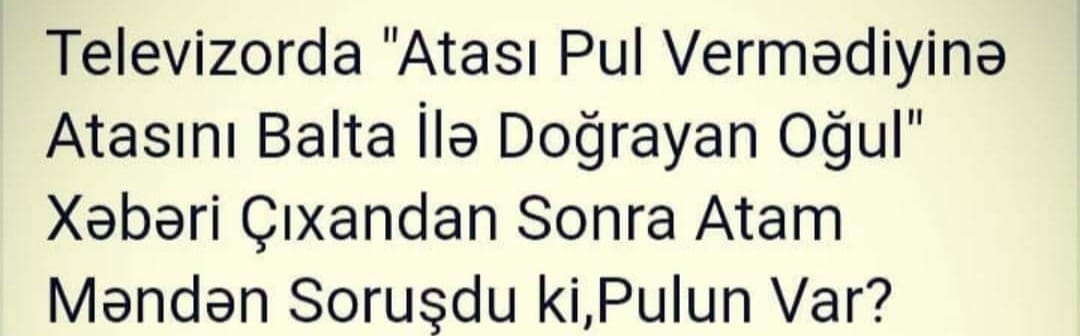 Televizorda "Atası Pul Vermədiyinə
Atasını Balta İlə Doğrayan Oğul"
Xəbəri Çıxandan Sonra Atam
Məndən Soruşdu ki,Pulun Var?